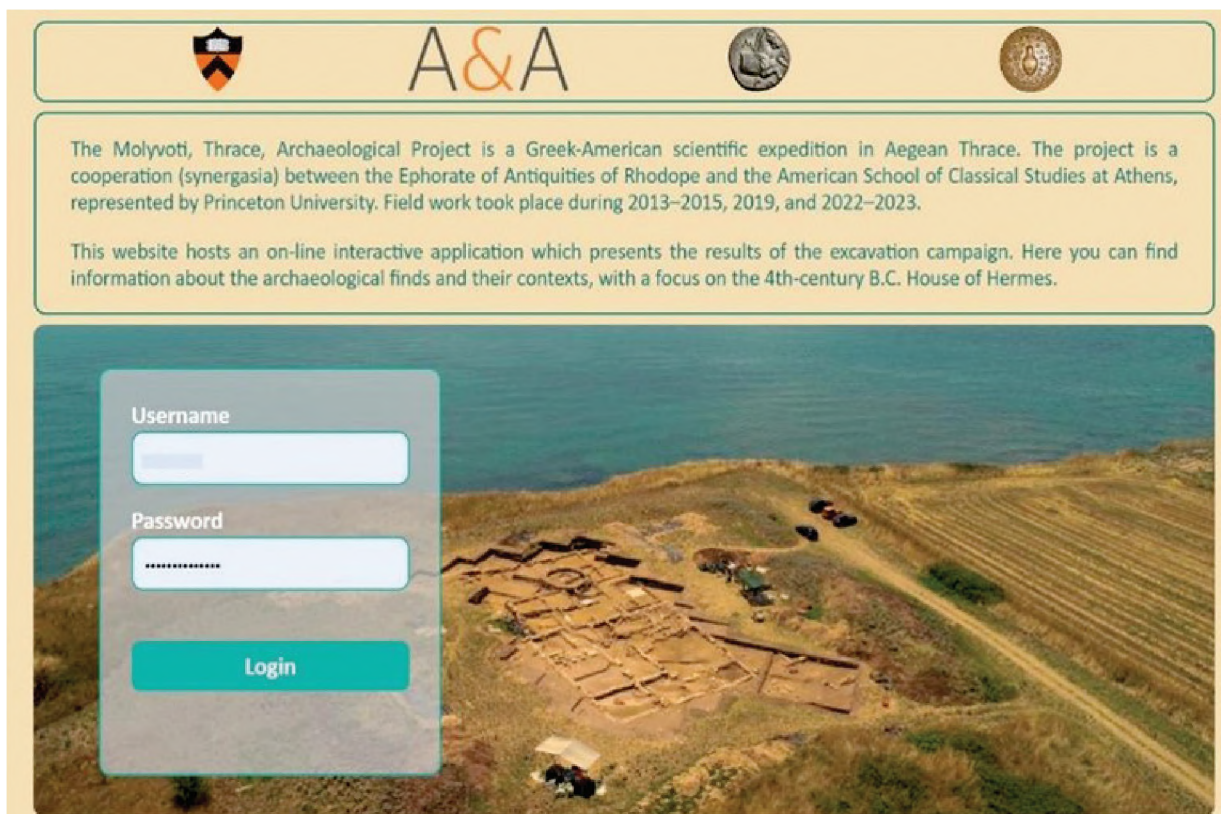 A&A
The Molyvoti, Thrace, Archaeological Project is a Greek-American scientific expedition in Aegean Thrace. The project is a
cooperation (synergasia) between the Ephorate of Antiquities of Rhodope and the American School of Classical Studies at Athens,
represented by Princeton University. Field work took place during 2013–2015, 2019, and 2022–2023.
This website hosts an on-line interactive application which presents the results of the excavation campaign. Here you can find
information about the archaeological finds and their contexts, with a focus on the 4th-century B.C. House of Hermes.
Username
Password
Login